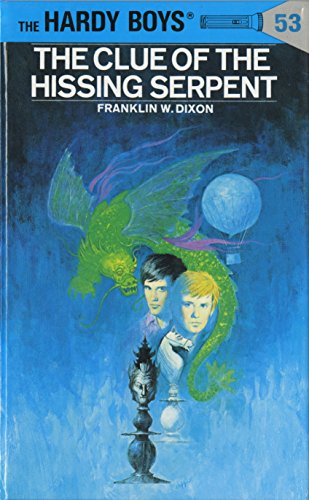 THE HARDY BOYS® 53
THE CLUE OF THE
HISSING SERPENT
FRANKLIN W. DIXON